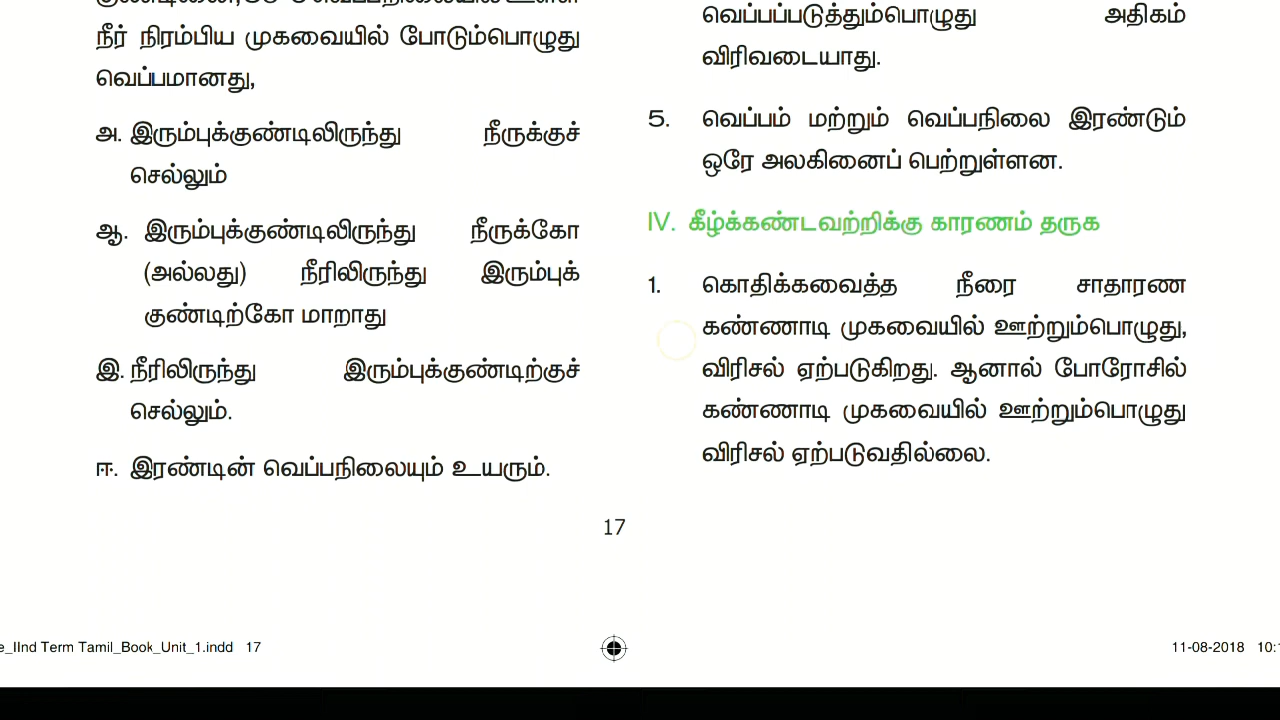 நீர் நிரம்பிய முகவையில் போடும்பொழுது
வெப்பமானது,
அ. இரும்புக்குண்டிலிருந்து நீருக்குச்
செல்லும்
ஆ. இரும்புக்குண்டிலிருந்து நீருக்கோ
(அல்லது) நீரிலிருந்து இரும்புக்
குண்டிற்கோ மாறாது
இ. நீரிலிருந்து இரும்புக்குண்டிற்குச்
செல்லும்.
ஈ. இரண்டின் வெப்பநிலையும் உயரும்.
வெப்பப்படுத்தும்பொழுது அதிகம்
விரிவடையாது.
5. வெப்பம் மற்றும் வெப்பநிலை இரண்டும்
ஒரே அலகினைப் பெற்றுள்ளன.
IV. கீழ்க்கண்டவற்றிக்கு காரணம் தருக
1. கொதிக்கவைத்த நீரை சாதாரண
கண்ணாடி முகவையில் ஊற்றும்பொழுது,
விரிசல் ஏற்படுகிறது. ஆனால் போரோசில்
கண்ணாடி முகவையில் ஊற்றும்பொழுது
விரிசல் ஏற்படுவதில்லை.
17
e_IInd Term Tamil_Book_Unit_1.indd 17
11-08-2018 10:1